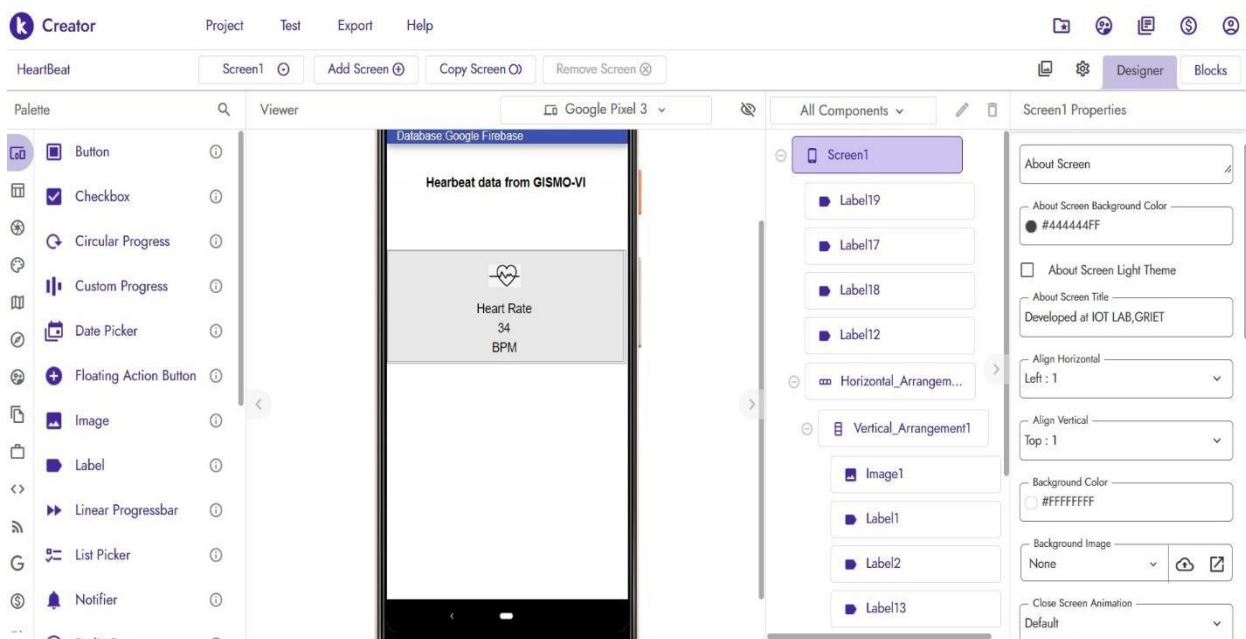 Creator
Project Test Export Help
HeartBeat
Screen1 Add Screen Copy Screen Remove Screen
Designer Blocks
Palette
Viewer
Google Pixel 3
All Components
Screen1 Properties
Button
Checkbox
Circular Progress
Custom Progress
Date Picker
Floating Action Button
Image
Label
Linear Progressbar
List Picker
Notifier
Database:Google Firebase
Hearbeat data from GISMO-VI
Heart Rate
34
BPM
Screen1
Label19
Label17
Label18
Label12
Horizontal_Arrangem...
Vertical_Arrangement1
Image1
Label1
Label2
Label13
About Screen
About Screen Background Color
#444444FF
About Screen Light Theme
About Screen Title
Developed at IOT LAB,GRIET
Align Horizontal
Left : 1
Align Vertical
Top : 1
Background Color
#FFFFFFFF
Background Image
None
Close Screen Animation
Default